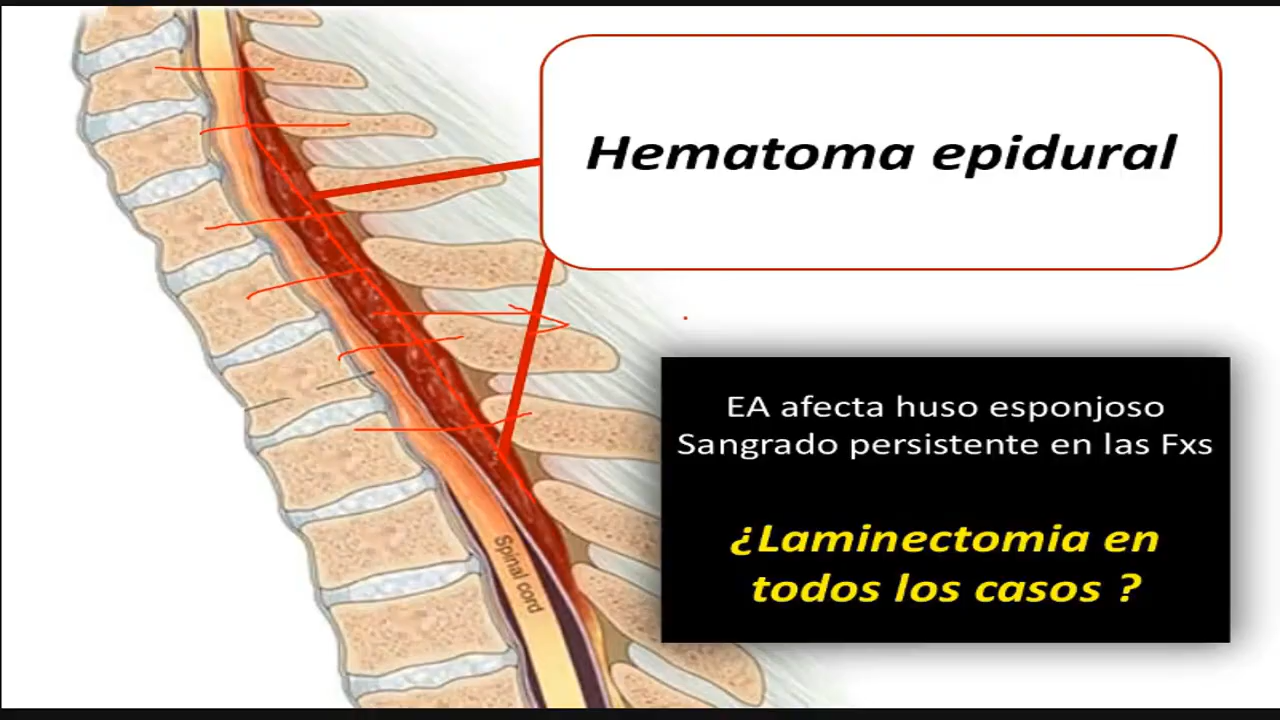 Hematoma epidural
EA afecta huso esponjoso
Sangrado persistente en las Fxs
¿Laminectomia en
todos los casos ?
Spinal cord